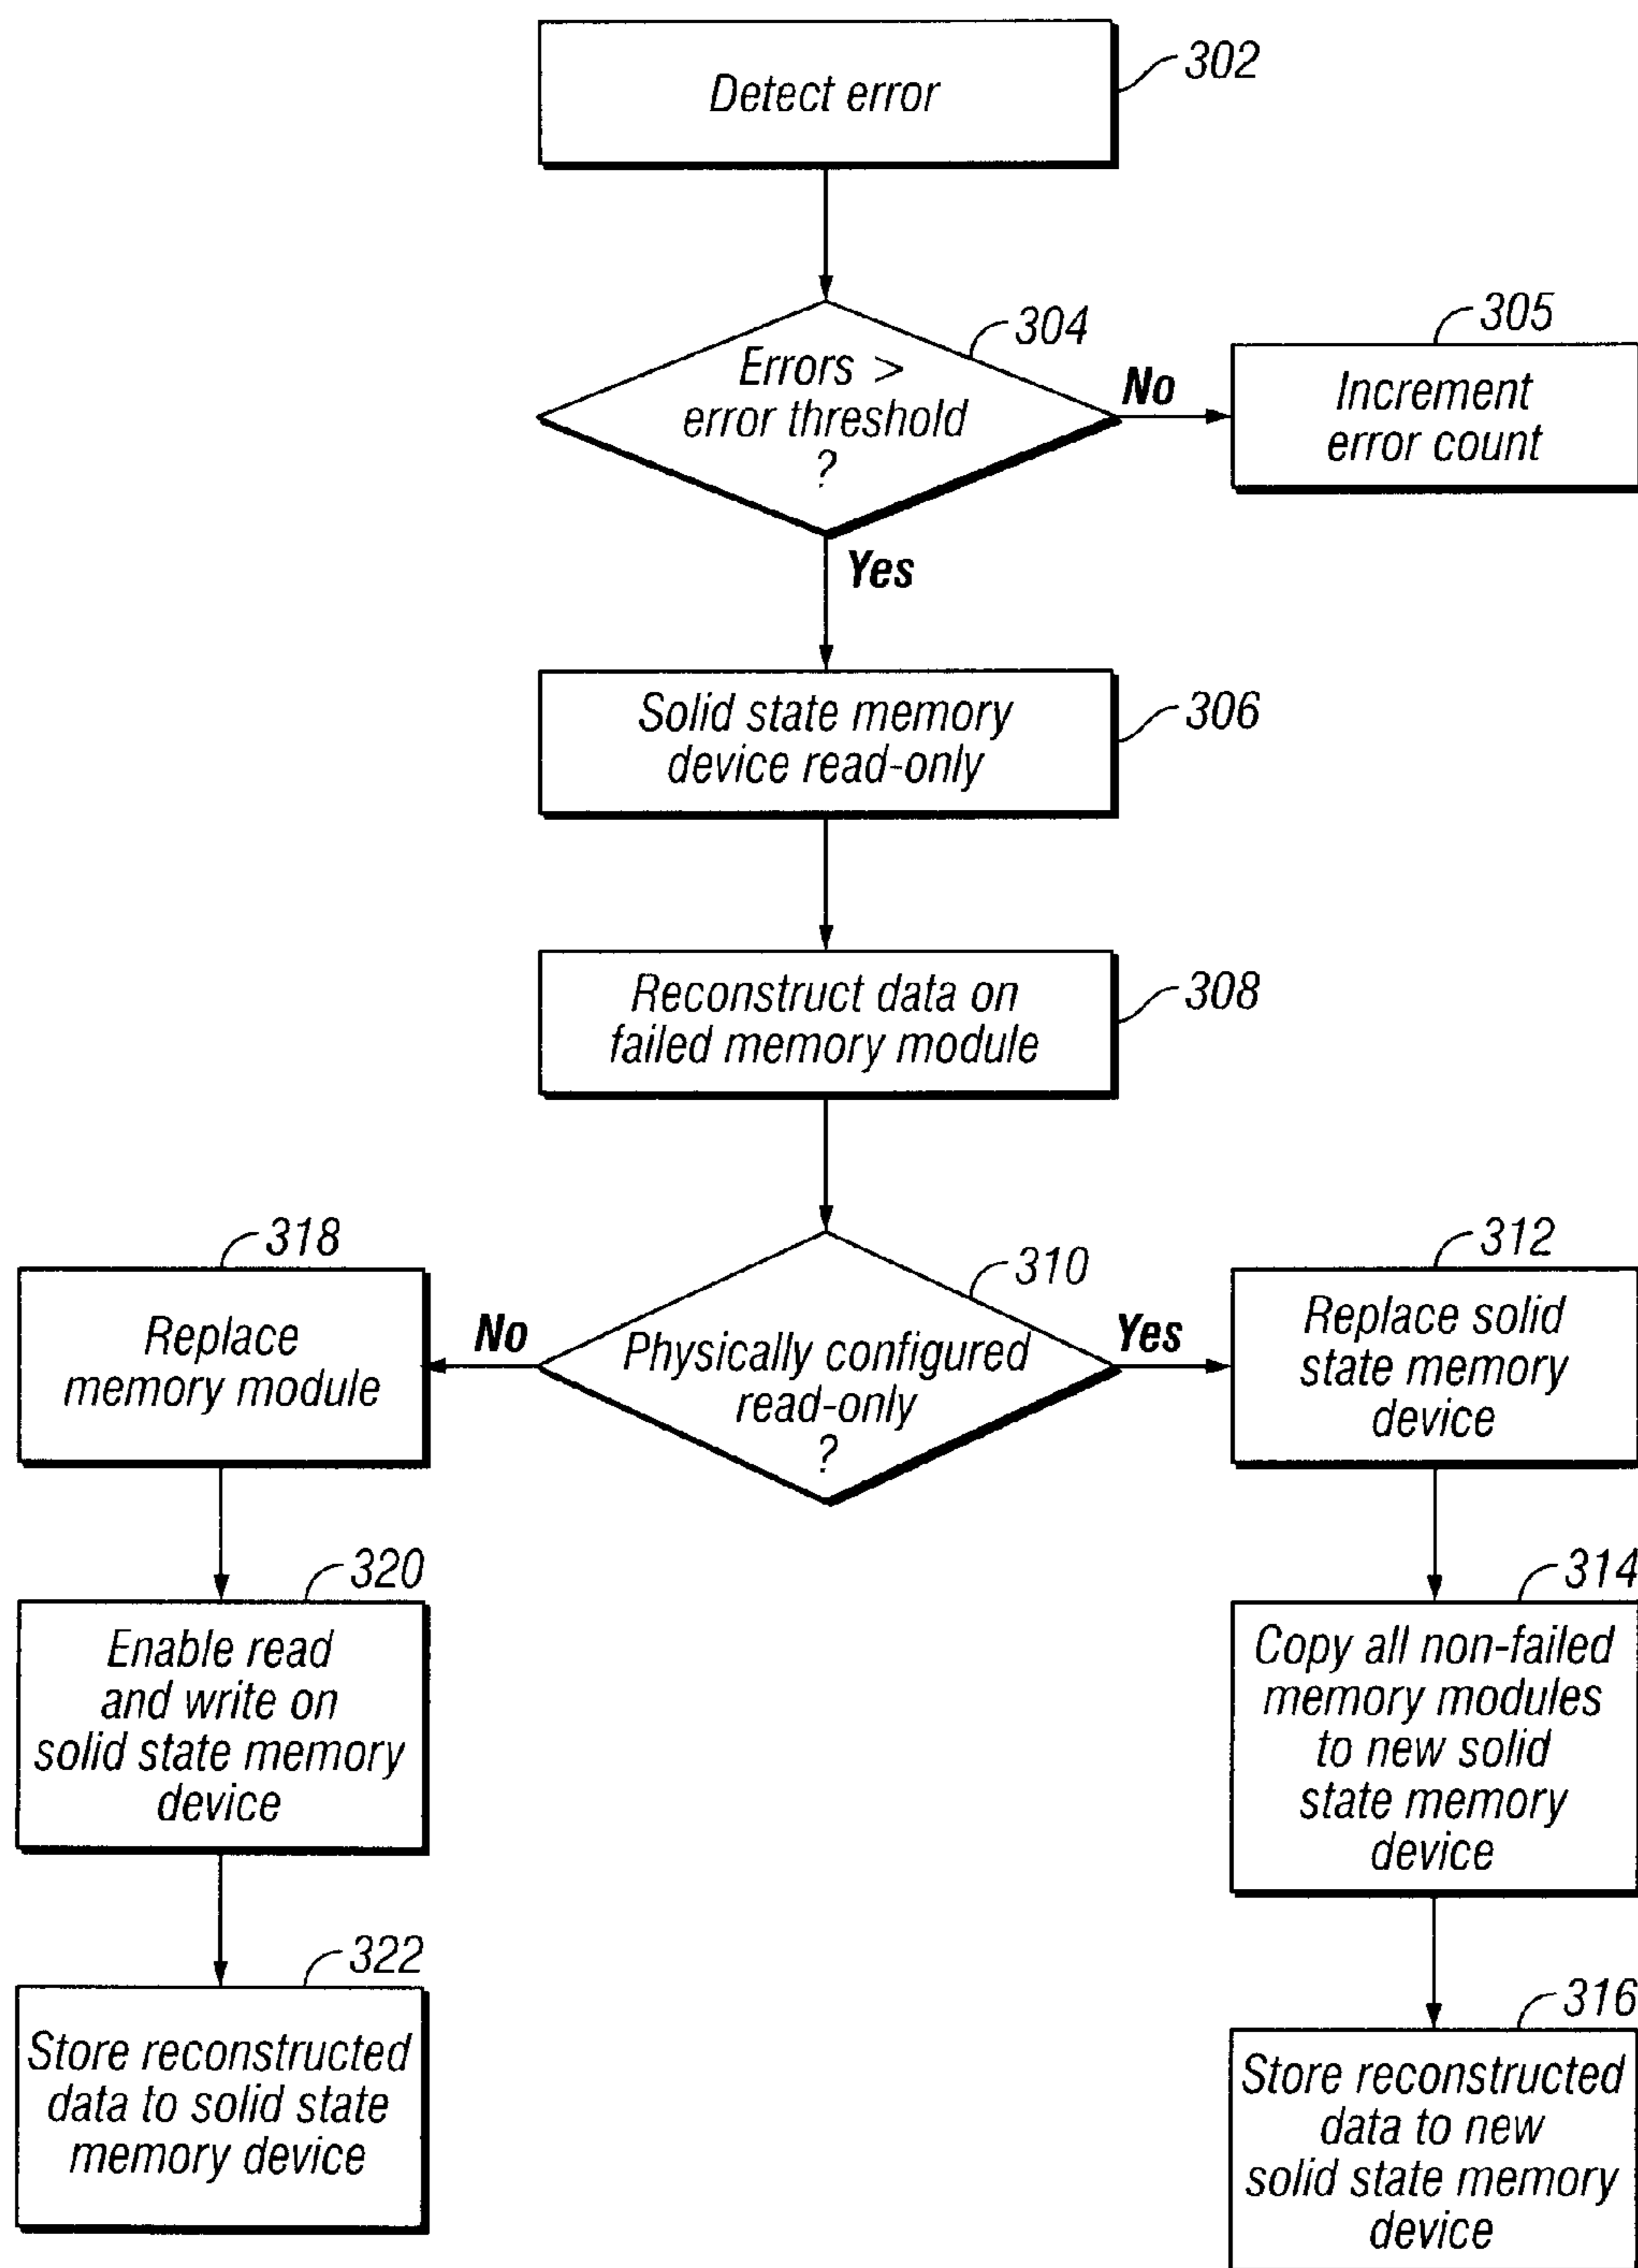 302
Detect error
304
Errors >
error threshold
?
No
305
Increment
error count
Yes
306
Solid state memory
device read-only
308
Reconstruct data on
failed memory module
310
Physically configured
read-only
?
No
Yes
318
Replace
memory module
320
Enable read
and write on
solid state memory
device
322
Store reconstructed
data to solid state
memory device
312
Replace solid
state memory
device
314
Copy all non-failed
memory modules
to new solid
state memory
device
316
Store reconstructed
data to new
solid state memory
device